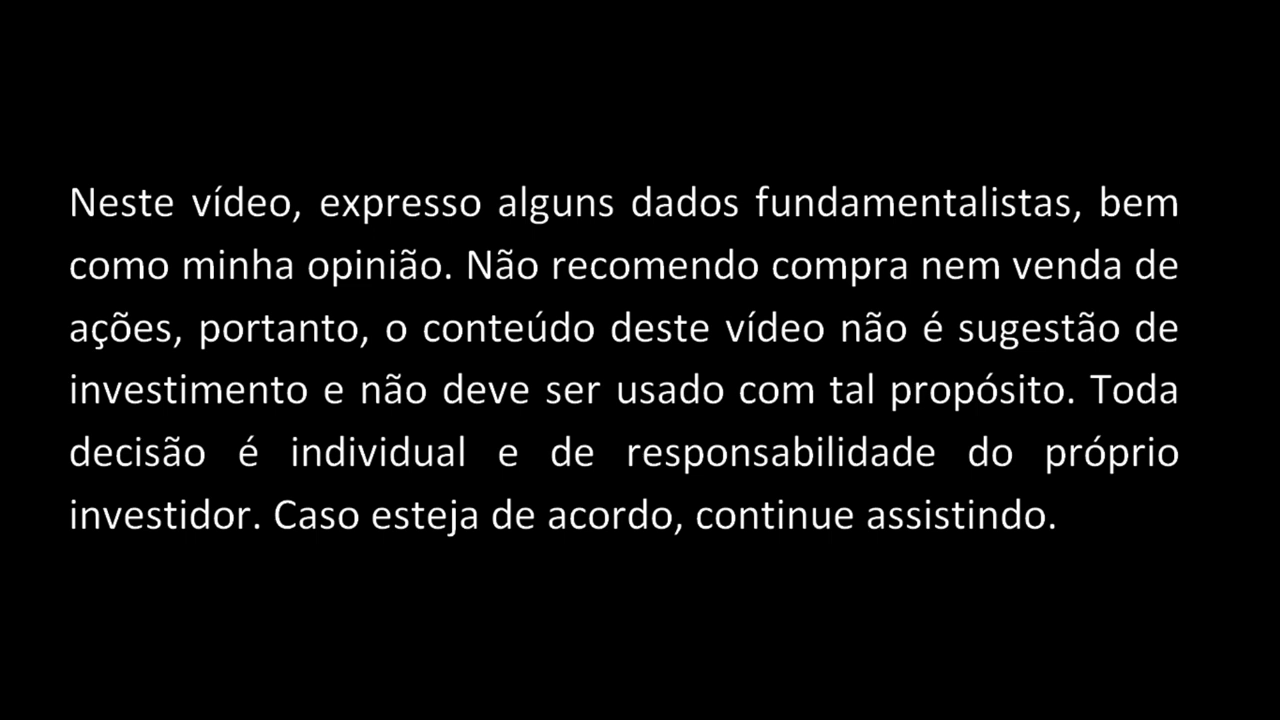 Neste vídeo, expresso alguns dados fundamentalistas, bem
como minha opinião. Não recomendo compra nem venda de
ações, portanto, o conteúdo deste vídeo não é sugestão de
investimento e não deve ser usado com tal propósito. Toda
decisão é individual e de responsabilidade do próprio
investidor. Caso esteja de acordo, continue assistindo.